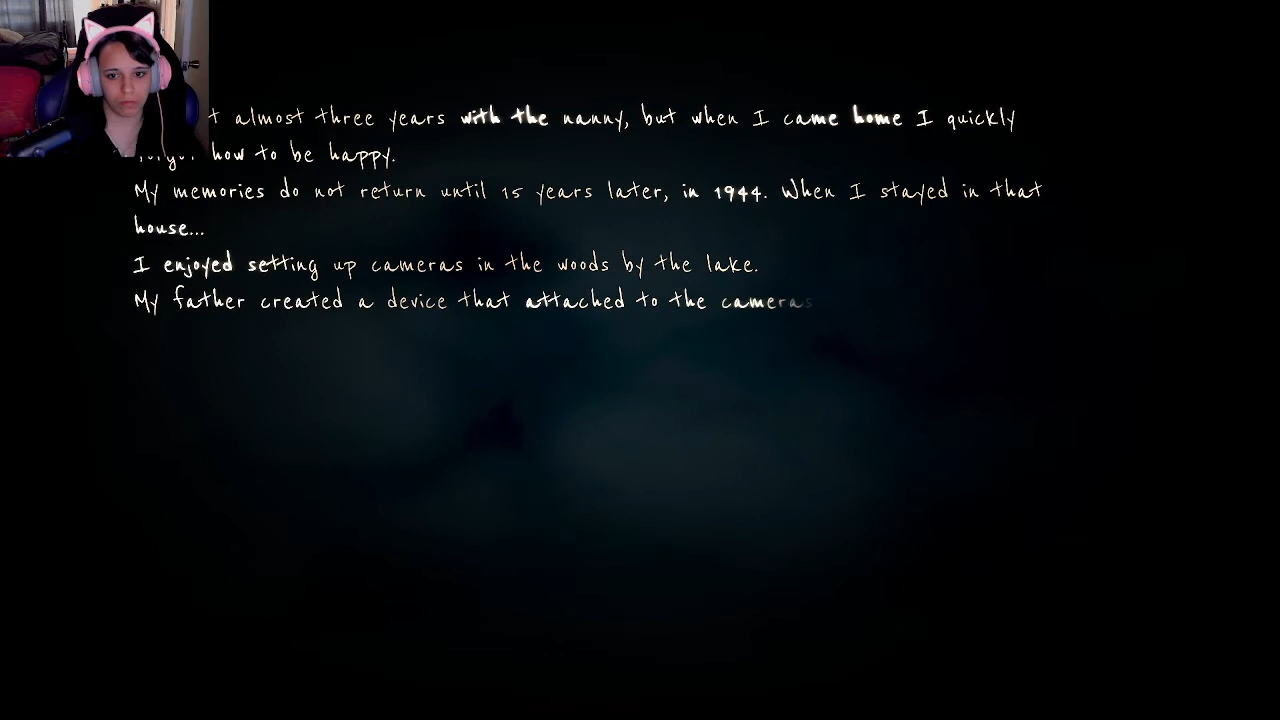 almost three years with the nanny, but when I came home I quickly
how to be happy.
My memories do not return until 15 years later, in 1944. When I stayed in that
house...
I enjoyed setting up cameras in the woods by the lake.
My father created a device that attached to the cameras